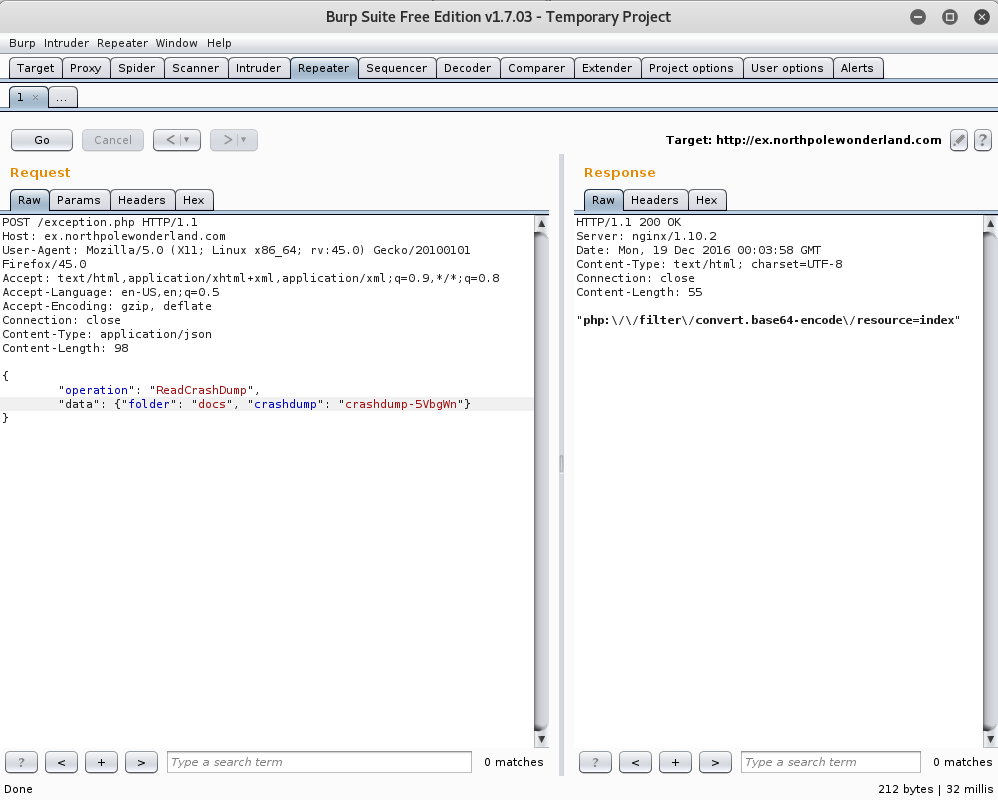 Burp Suite Free Edition v1.7.03 - Temporary Project
Burp Intruder Repeater Window Help
Target Proxy Spider Scanner Intruder Repeater Sequencer Decoder Comparer Extender Project options User options Alerts
1 × ...
Go Cancel < ▼ > ▼ Target: http://ex.northpolewonderland.com ?
Request
Raw Params Headers Hex
POST /exception.php HTTP/1.1
Host: ex.northpolewonderland.com
User-Agent: Mozilla/5.0 (X11; Linux x86_64; rv:45.0) Gecko/20100101
Firefox/45.0
Accept: text/html,application/xhtml+xml,application/xml;q=0.9,*/*;q=0.8
Accept-Language: en-US,en;q=0.5
Accept-Encoding: gzip, deflate
Connection: close
Content-Type: application/json
Content-Length: 98
{
"operation": "ReadCrashDump",
"data": {"folder": "docs", "crashdump": "crashdump-5VbgWn"}
}
? < + > Type a search term 0 matches
Response
Raw Headers Hex
HTTP/1.1 200 OK
Server: nginx/1.10.2
Date: Mon, 19 Dec 2016 00:03:58 GMT
Content-Type: text/html; charset=UTF-8
Connection: close
Content-Length: 55
"php:\/\/filter\/convert.base64-encode\/resource=index"
? < + > Type a search term 0 matches
Done 212 bytes | 32 millis